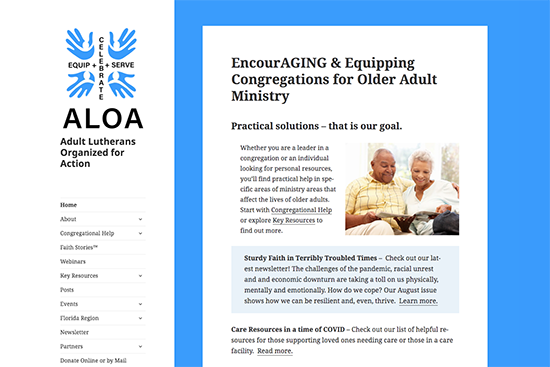 CELEBRATE
EQUIP + + SERVE
ALOA
Adult Lutherans
Organized for
Action
Home
About
Congregational Help
Faith Stories™
Webinars
Key Resources
Posts
Events
Florida Region
Newsletter
Partners
Donate Online or by Mail
EncourAGING & Equipping
Congregations for Older Adult
Ministry
Practical solutions – that is our goal.
Whether you are a leader in a
congregation or an individual
looking for personal resources,
you'll find practical help in spe-
cific areas of ministry areas that
affect the lives of older adults.
Start with Congregational Help
or explore Key Resources to
find out more.
Sturdy Faith in Terribly Troubled Times – Check out our lat-
est newsletter! The challenges of the pandemic, racial unrest
and and economic downturn are taking a toll on us physically,
mentally and emotionally. How do we cope? Our August issue
shows how we can be resilient and, even, thrive. Learn more.
Care Resources in a time of COVID – Check out our list of helpful re-
sources for those supporting loved ones needing care or those in a care
facility. Read more.